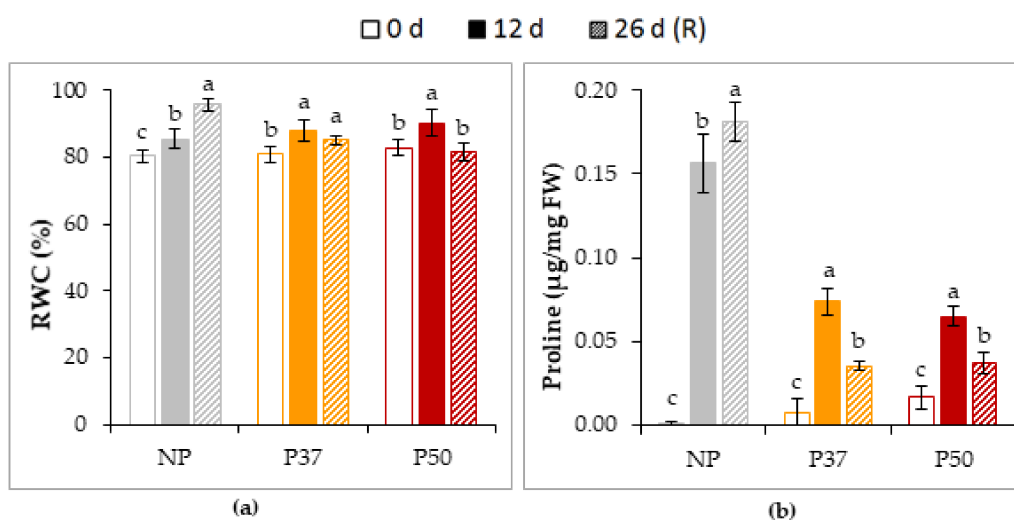 0 d 12 d 26 d (R)
RWC (%)
100
80
60
40
20
0
c b a
b a a
b a b
NP P37 P50
(a)
Proline (µg/mg FW)
0.20
0.15
0.10
0.05
0.00
c b a
c a b
c a b
NP P37 P50
(b)